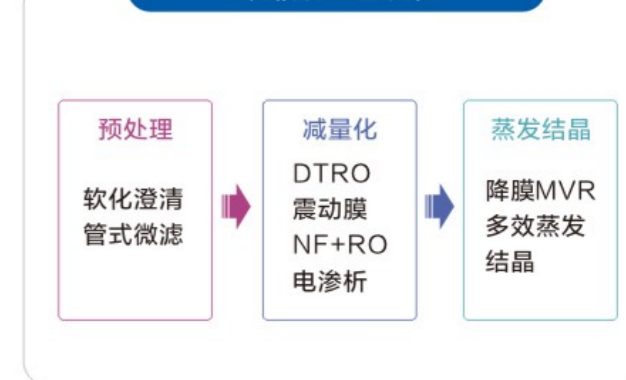 预处理
软化澄清
管式微滤
减量化
DTRO
震动膜
NF+RO
电渗析
蒸发结晶
降膜MVR
多效蒸发
结晶